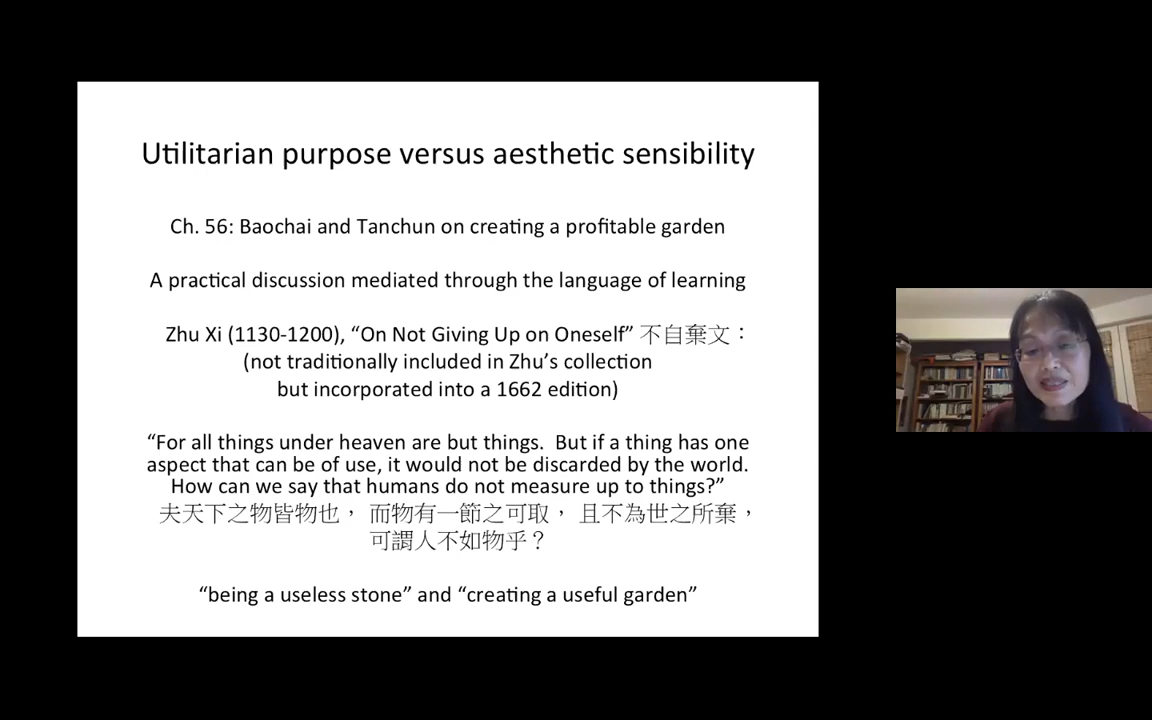 Utilitarian purpose versus aesthetic sensibility
Ch. 56: Baochai and Tanchun on creating a profitable garden
A practical discussion mediated through the language of learning
Zhu Xi (1130-1200), “On Not Giving Up on Oneself” 不自棄文：
(not traditionally included in Zhu’s collection
but incorporated into a 1662 edition)
“For all things under heaven are but things. But if a thing has one
aspect that can be of use, it would not be discarded by the world.
How can we say that humans do not measure up to things?”
夫天下之物皆物也， 而物有一節之可取， 且不為世之所棄，
可謂人不如物乎？
“being a useless stone” and “creating a useful garden”